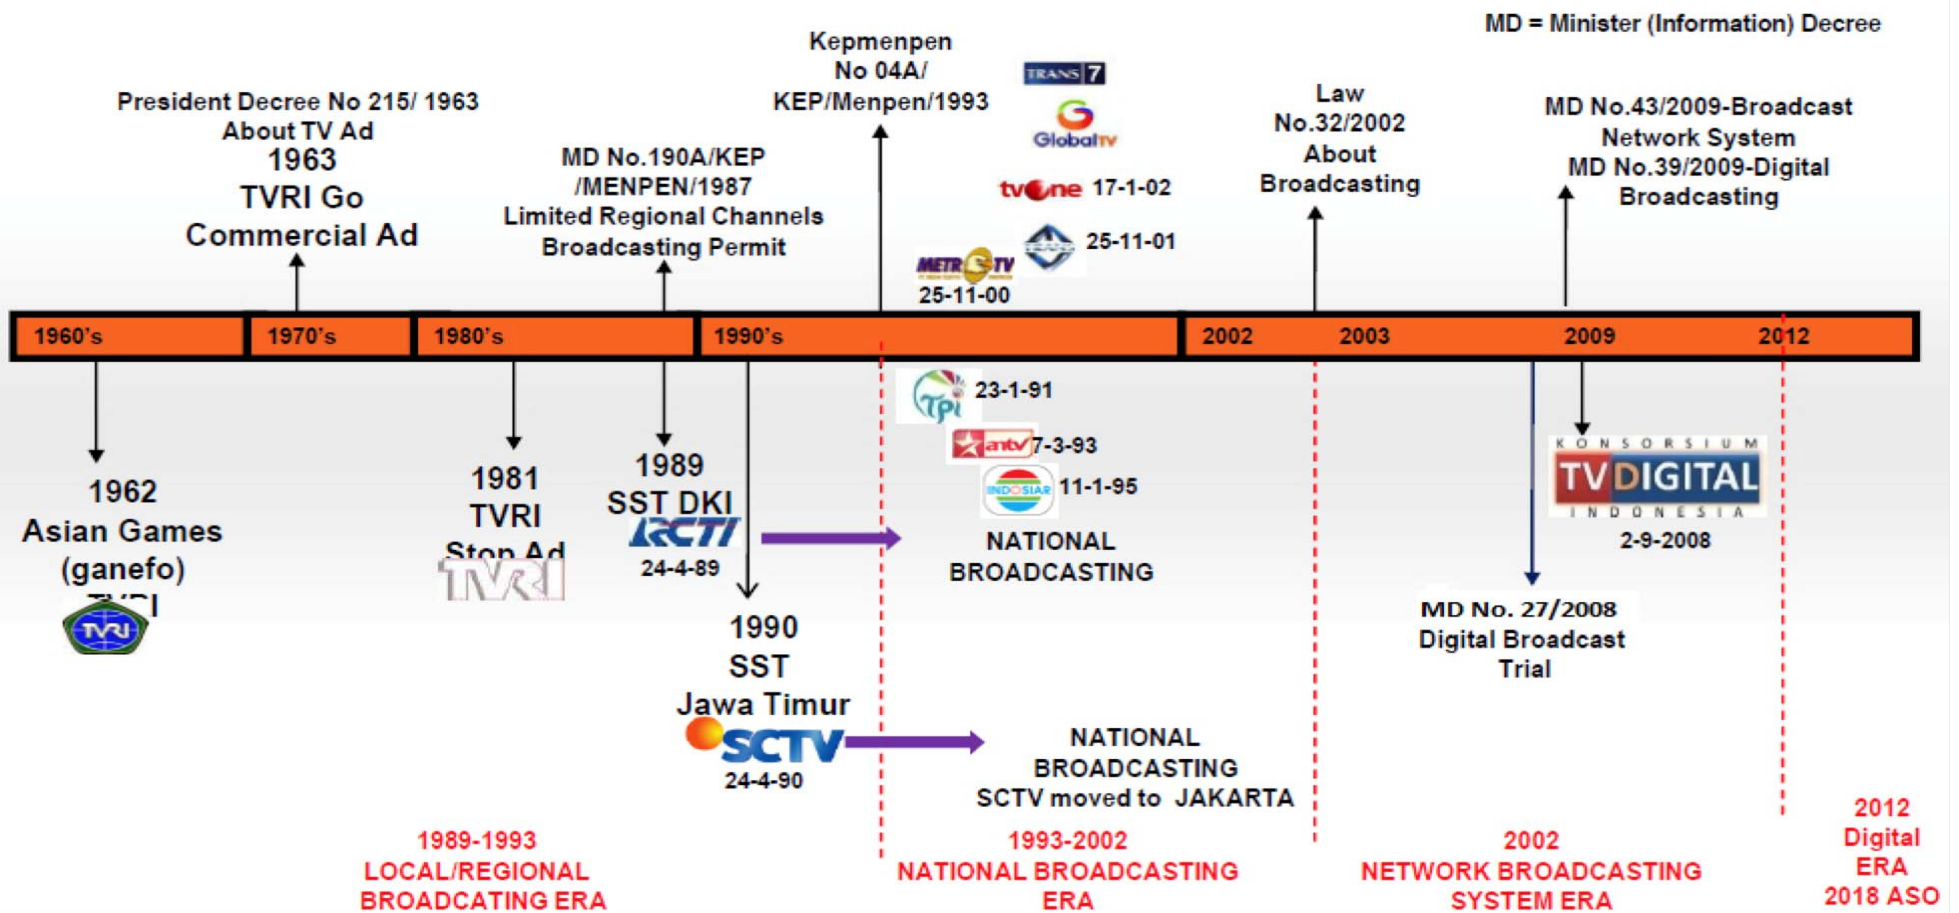 MD = Minister (Information) Decree
President Decree No 215/ 1963
About TV Ad
1963
TVRI Go
Commercial Ad
MD No.190A/KEP
/MENPEN/1987
Limited Regional Channels
Broadcasting Permit
Kepmenpen
No 04A/
KEP/Menpen/1993
TRANS 7
GlobalTV
tvOne 17-1-02
TRANS 25-11-01
METRO TV
25-11-00
Law
No.32/2002
About
Broadcasting
MD No.43/2009-Broadcast
Network System
MD No.39/2009-Digital
Broadcasting
1960's 1970's 1980's 1990's 2002 2003 2009 2012
1962
Asian Games
(ganefo)
TVRI
TVRI
1981
TVRI
Stop Ad
TVRI
1989
SST DKI
RCTI
24-4-89
1990
SST
Jawa Timur
SCTV
24-4-90
TPI 23-1-91
antv 7-3-93
INDOSIAR 11-1-95
NATIONAL
BROADCASTING
NATIONAL
BROADCASTING
SCTV moved to JAKARTA
MD No. 27/2008
Digital Broadcast
Trial
KONSORSIUM
TVDIGITAL
INDONESIA
2-9-2008
1989-1993
LOCAL/REGIONAL
BROADCATING ERA
1993-2002
NATIONAL BROADCASTING
ERA
2002
NETWORK BROADCASTING
SYSTEM ERA
2012
Digital
ERA
2018 ASO